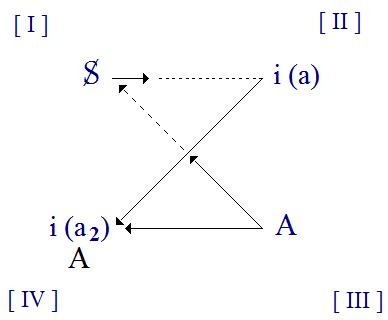 [ I ] [ II ]
$ i (a)
i (a₂) A
A
[ IV ] [ III ]